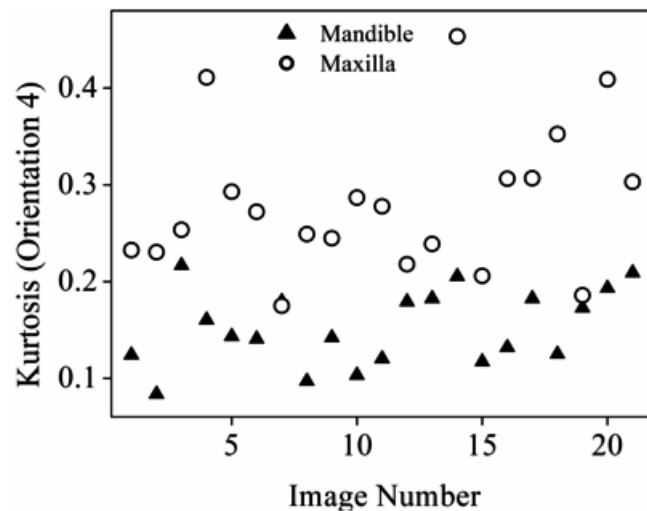 Mandible
Maxilla
Kurtosis (Orientation 4)
0.4
0.3
0.2
0.1
5 10 15 20
Image Number